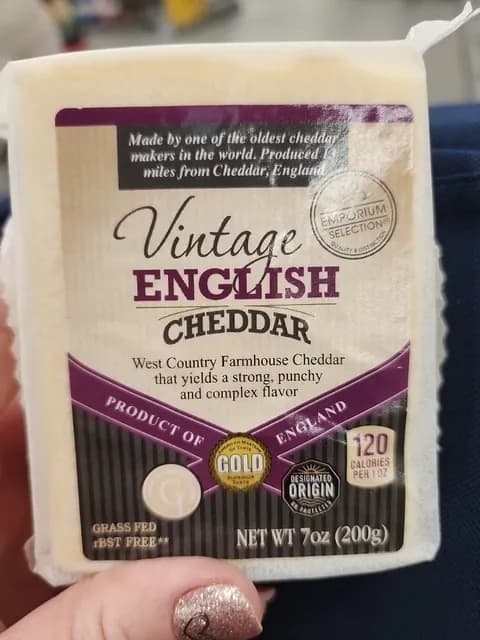 Made by one of the oldest cheddar
makers in the world. Produced
miles from Cheddar, England
EMPORIUM
SELECTION®
QUALITY & DISTINCTION
Vintage
ENGLISH
CHEDDAR
West Country Farmhouse Cheddar
that yields a strong, punchy
and complex flavor
PRODUCT OF
ENGLAND
GOLD
120
CALORIES
PER 1 OZ
DESIGNATED
ORIGIN
GRASS FED
rBST FREE**
NET WT 7oz (200g)